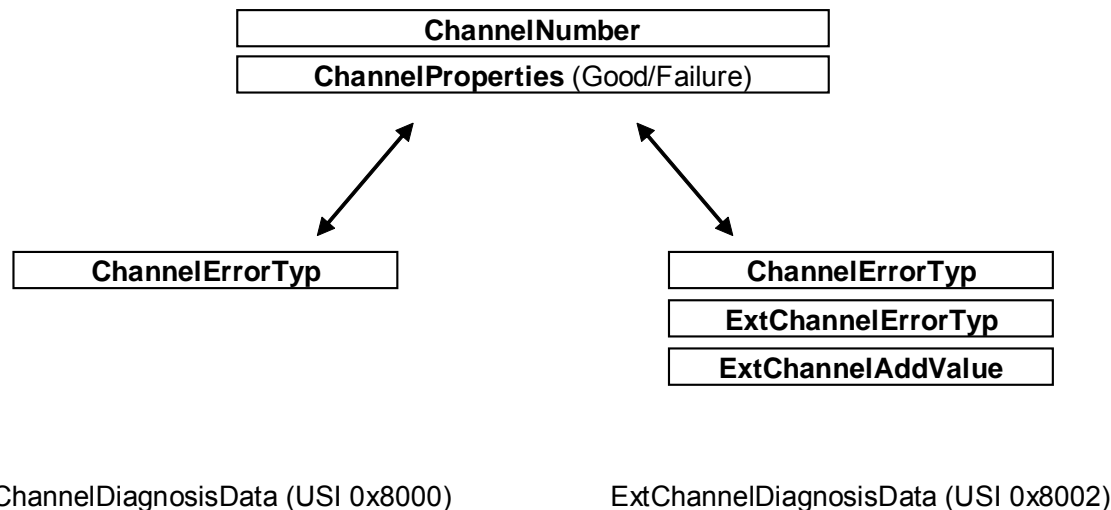 ChannelNumber
ChannelProperties (Good/Failure)
ChannelErrorTyp
ChannelErrorTyp
ExtChannelErrorTyp
ExtChannelAddValue
ChannelDiagnosisData (USI 0x8000)
ExtChannelDiagnosisData (USI 0x8002)